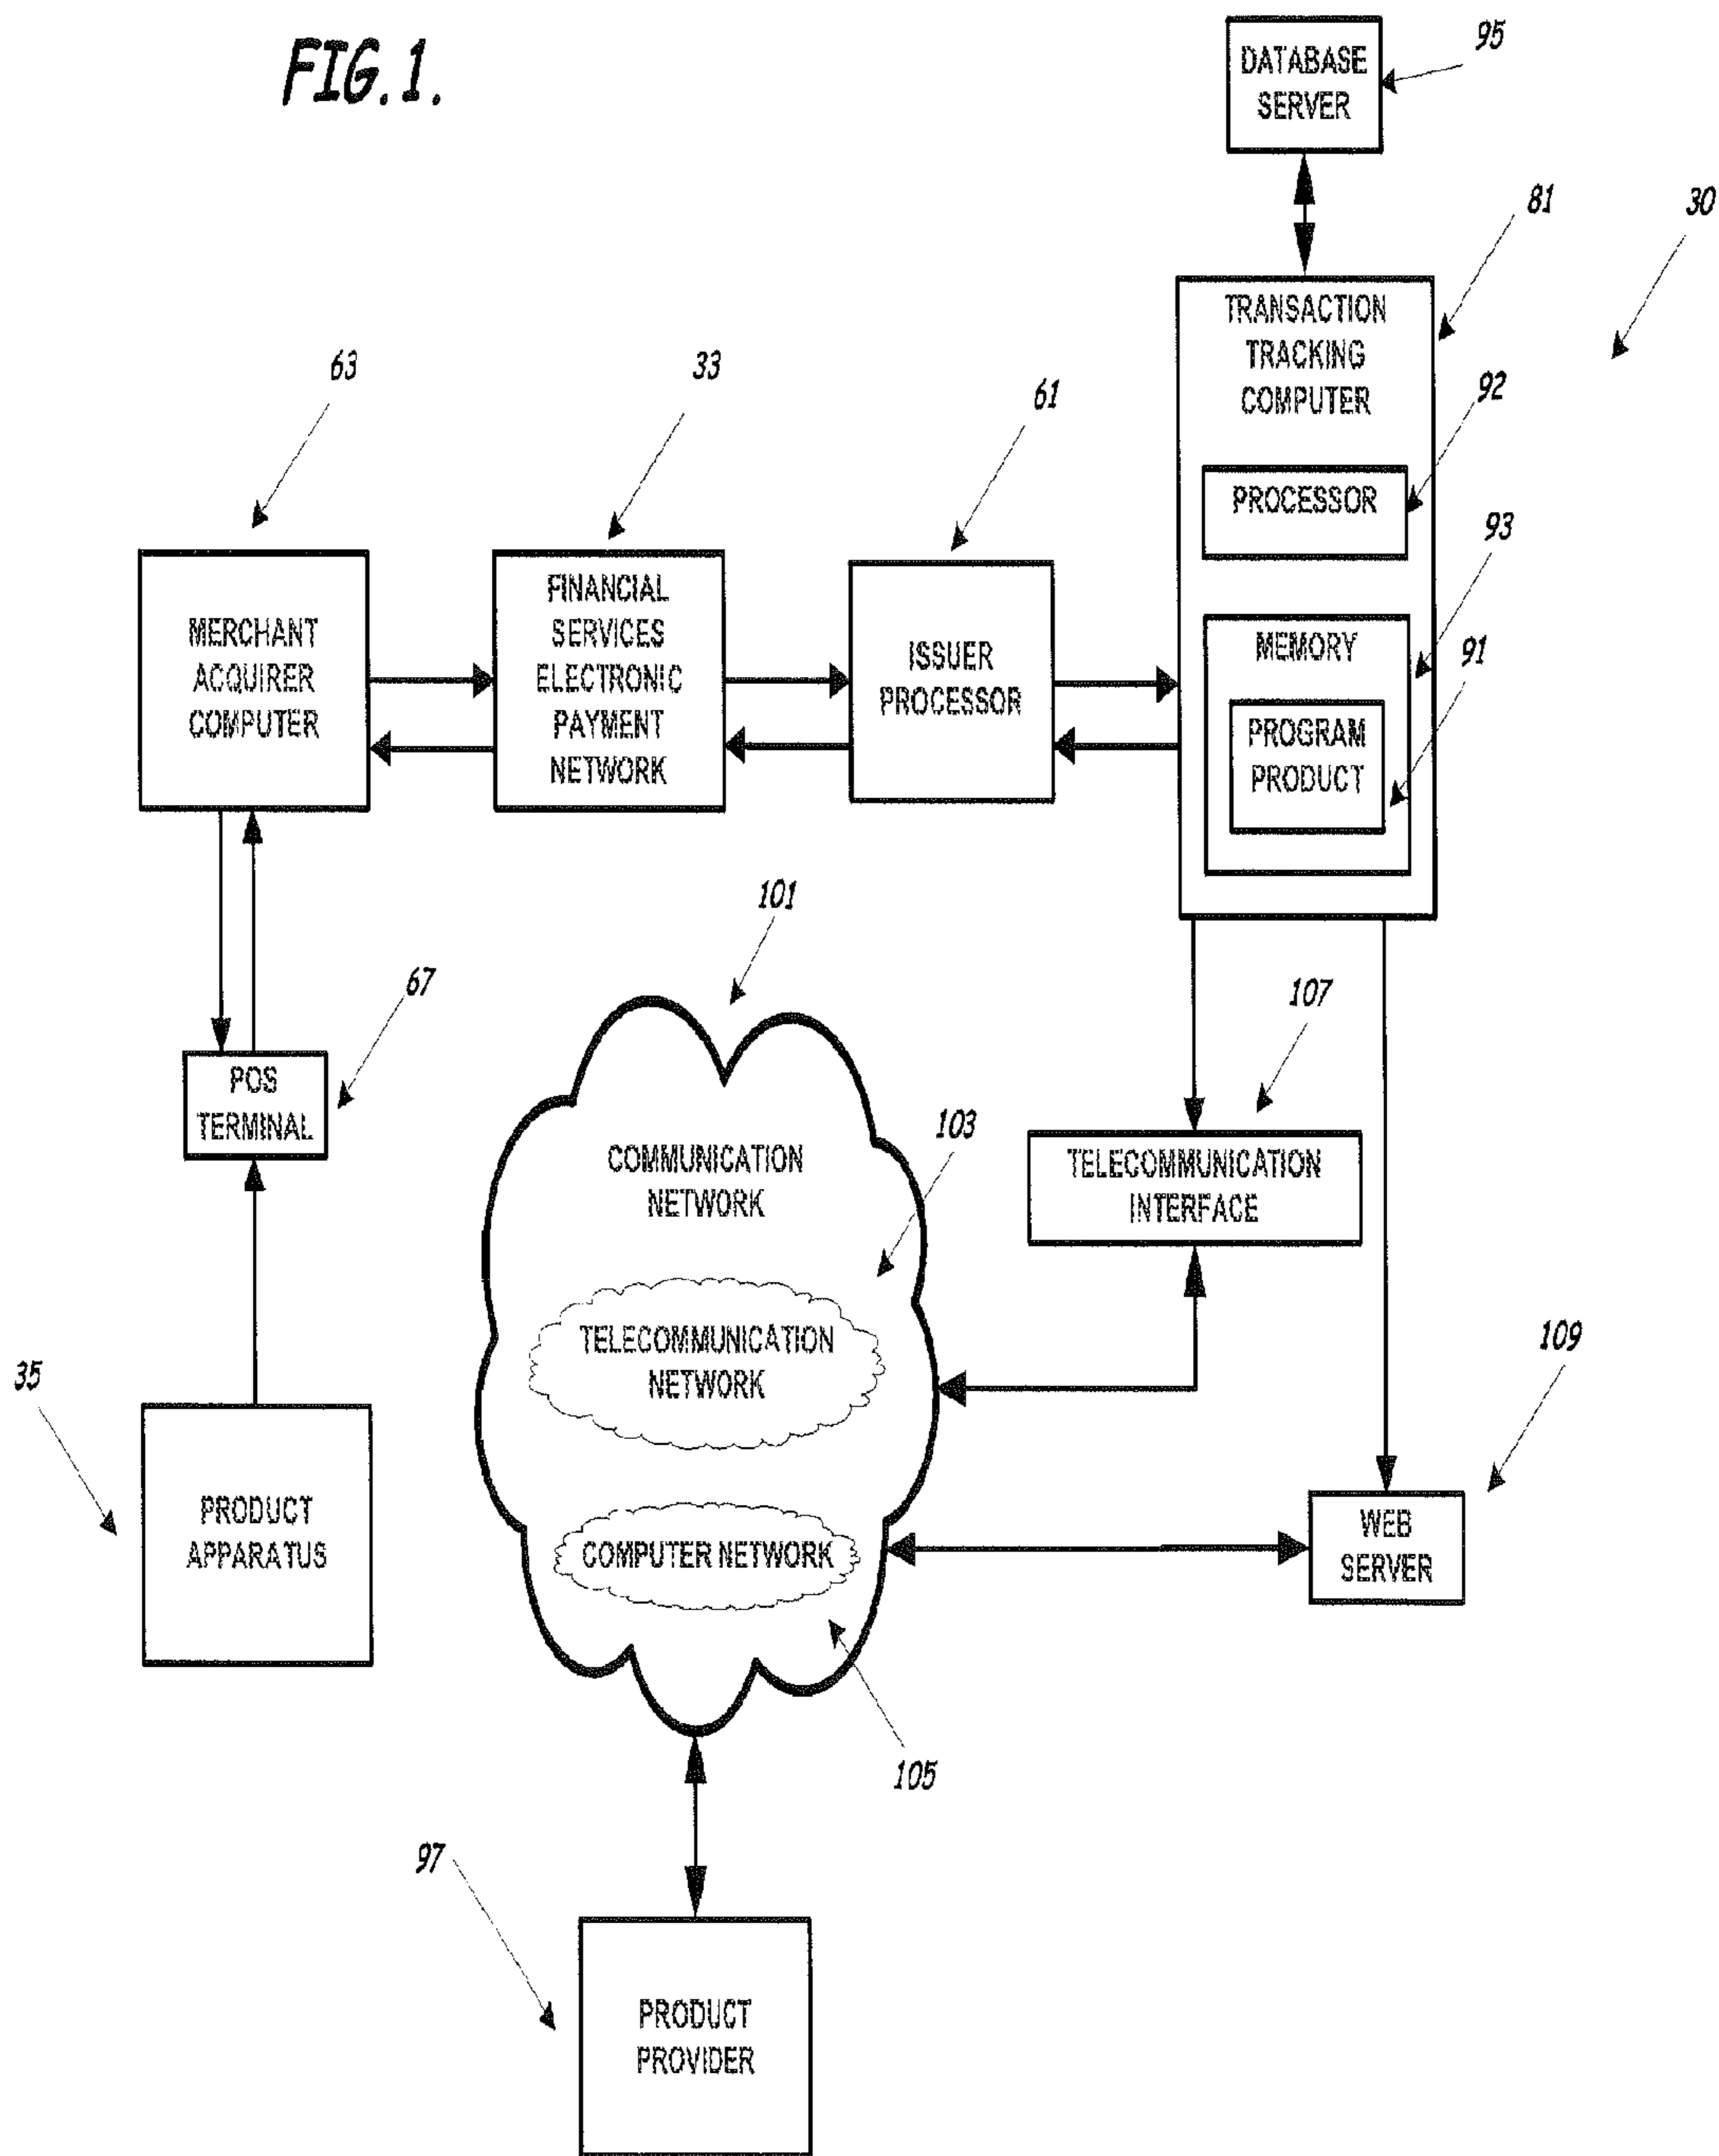 FIG. 1.
95
DATABASE
SERVER
81
30
TRANSACTION
TRACKING
COMPUTER
92
PROCESSOR
93
MEMORY
91
PROGRAM
PRODUCT
63
33
61
MERCHANT
ACQUIRER
COMPUTER
FINANCIAL
SERVICES
ELECTRONIC
PAYMENT
NETWORK
ISSUER
PROCESSOR
101
67
107
POS
TERMINAL
103
COMMUNICATION
NETWORK
TELECOMMUNICATION
INTERFACE
TELECOMMUNICATION
NETWORK
109
35
PRODUCT
APPARATUS
COMPUTER NETWORK
WEB
SERVER
105
97
PRODUCT
PROVIDER